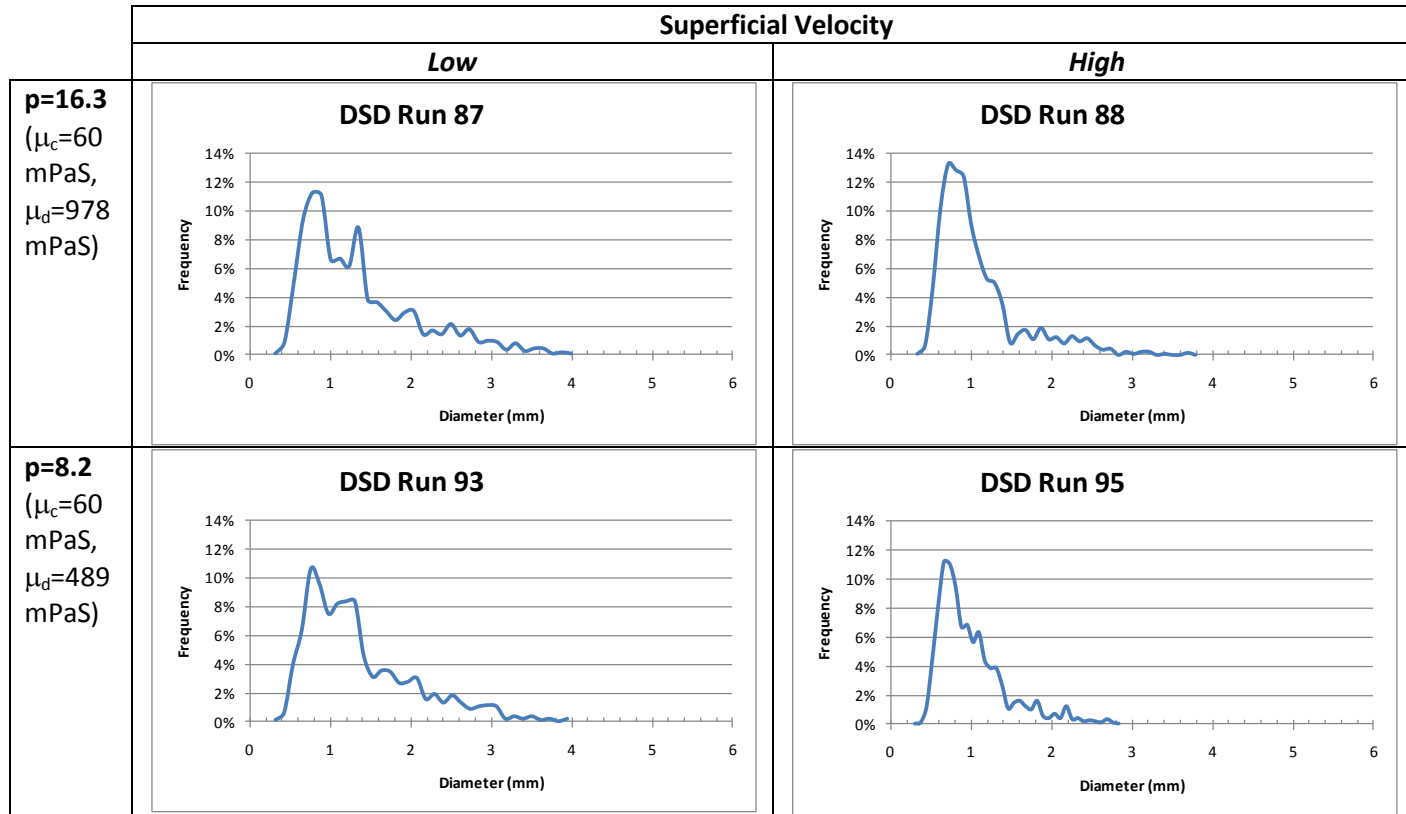 Superficial Velocity
Low
High
p=16.3
(μc=60
mPaS,
μd=978
mPaS)
DSD Run 87
14%
12%
10%
8%
6%
4%
2%
0%
Frequency
0 1 2 3 4 5 6
Diameter (mm)
DSD Run 88
14%
12%
10%
8%
6%
4%
2%
0%
Frequency
0 1 2 3 4 5 6
Diameter (mm)
p=8.2
(μc=60
mPaS,
μd=489
mPaS)
DSD Run 93
14%
12%
10%
8%
6%
4%
2%
0%
Frequency
0 1 2 3 4 5 6
Diameter (mm)
DSD Run 95
14%
12%
10%
8%
6%
4%
2%
0%
Frequency
0 1 2 3 4 5 6
Diameter (mm)